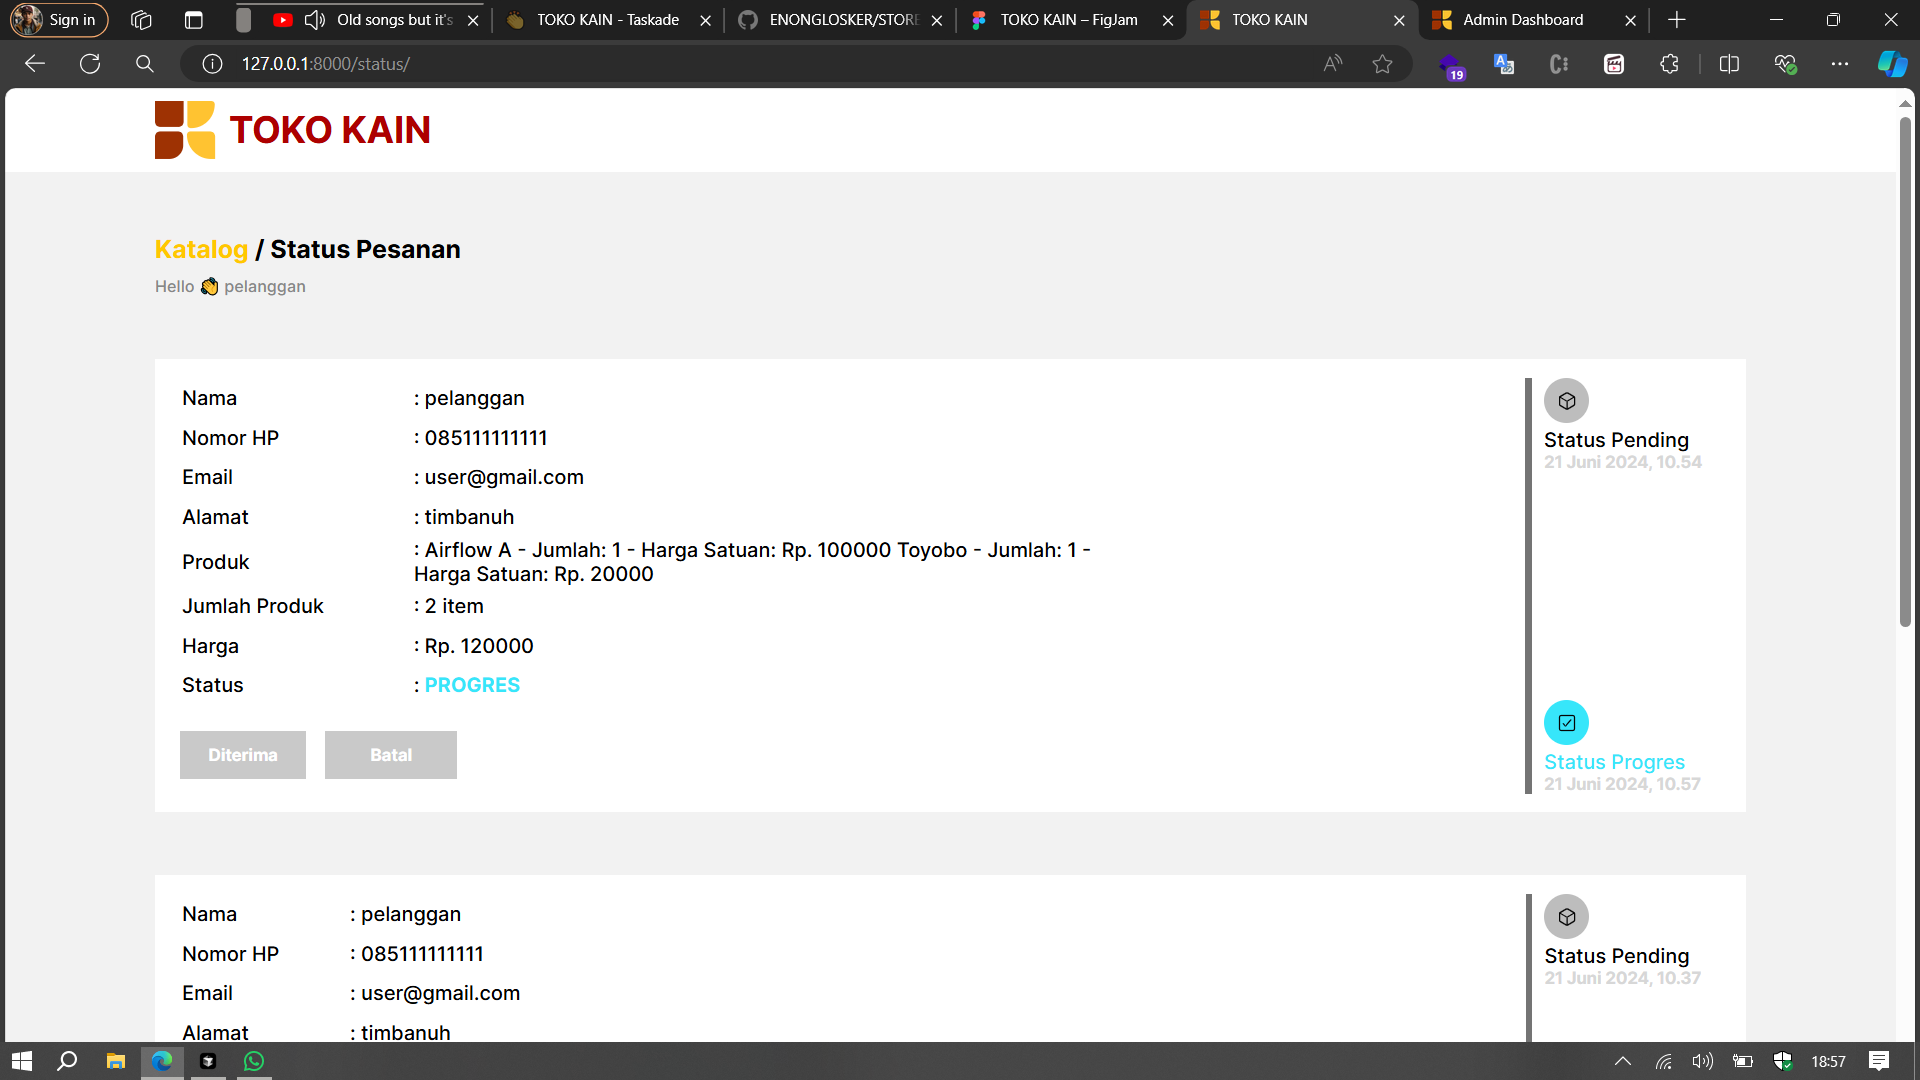 Sign in
Old songs but it's
TOKO KAIN - Taskade
ENONGLOSKER/STORE
TOKO KAIN – FigJam
TOKO KAIN
Admin Dashboard
127.0.0.1:8000/status/
19
TOKO KAIN
Katalog / Status Pesanan
Hello 👏 pelanggan
Nama : pelanggan
Nomor HP : 085111111111
Email : user@gmail.com
Alamat : timbanuh
Produk : Airflow A - Jumlah: 1 - Harga Satuan: Rp. 100000 Toyobo - Jumlah: 1 -
Harga Satuan: Rp. 20000
Jumlah Produk : 2 item
Harga : Rp. 120000
Status : PROGRES
Diterima
Batal
Status Pending
21 Juni 2024, 10.54
Status Progres
21 Juni 2024, 10.57
Nama : pelanggan
Nomor HP : 085111111111
Email : user@gmail.com
Alamat : timbanuh
Status Pending
21 Juni 2024, 10.37
18:57